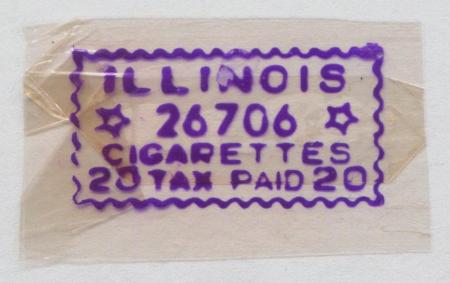 ILLINOIS
26706
CIGARETTES
20 TAX PAID 20